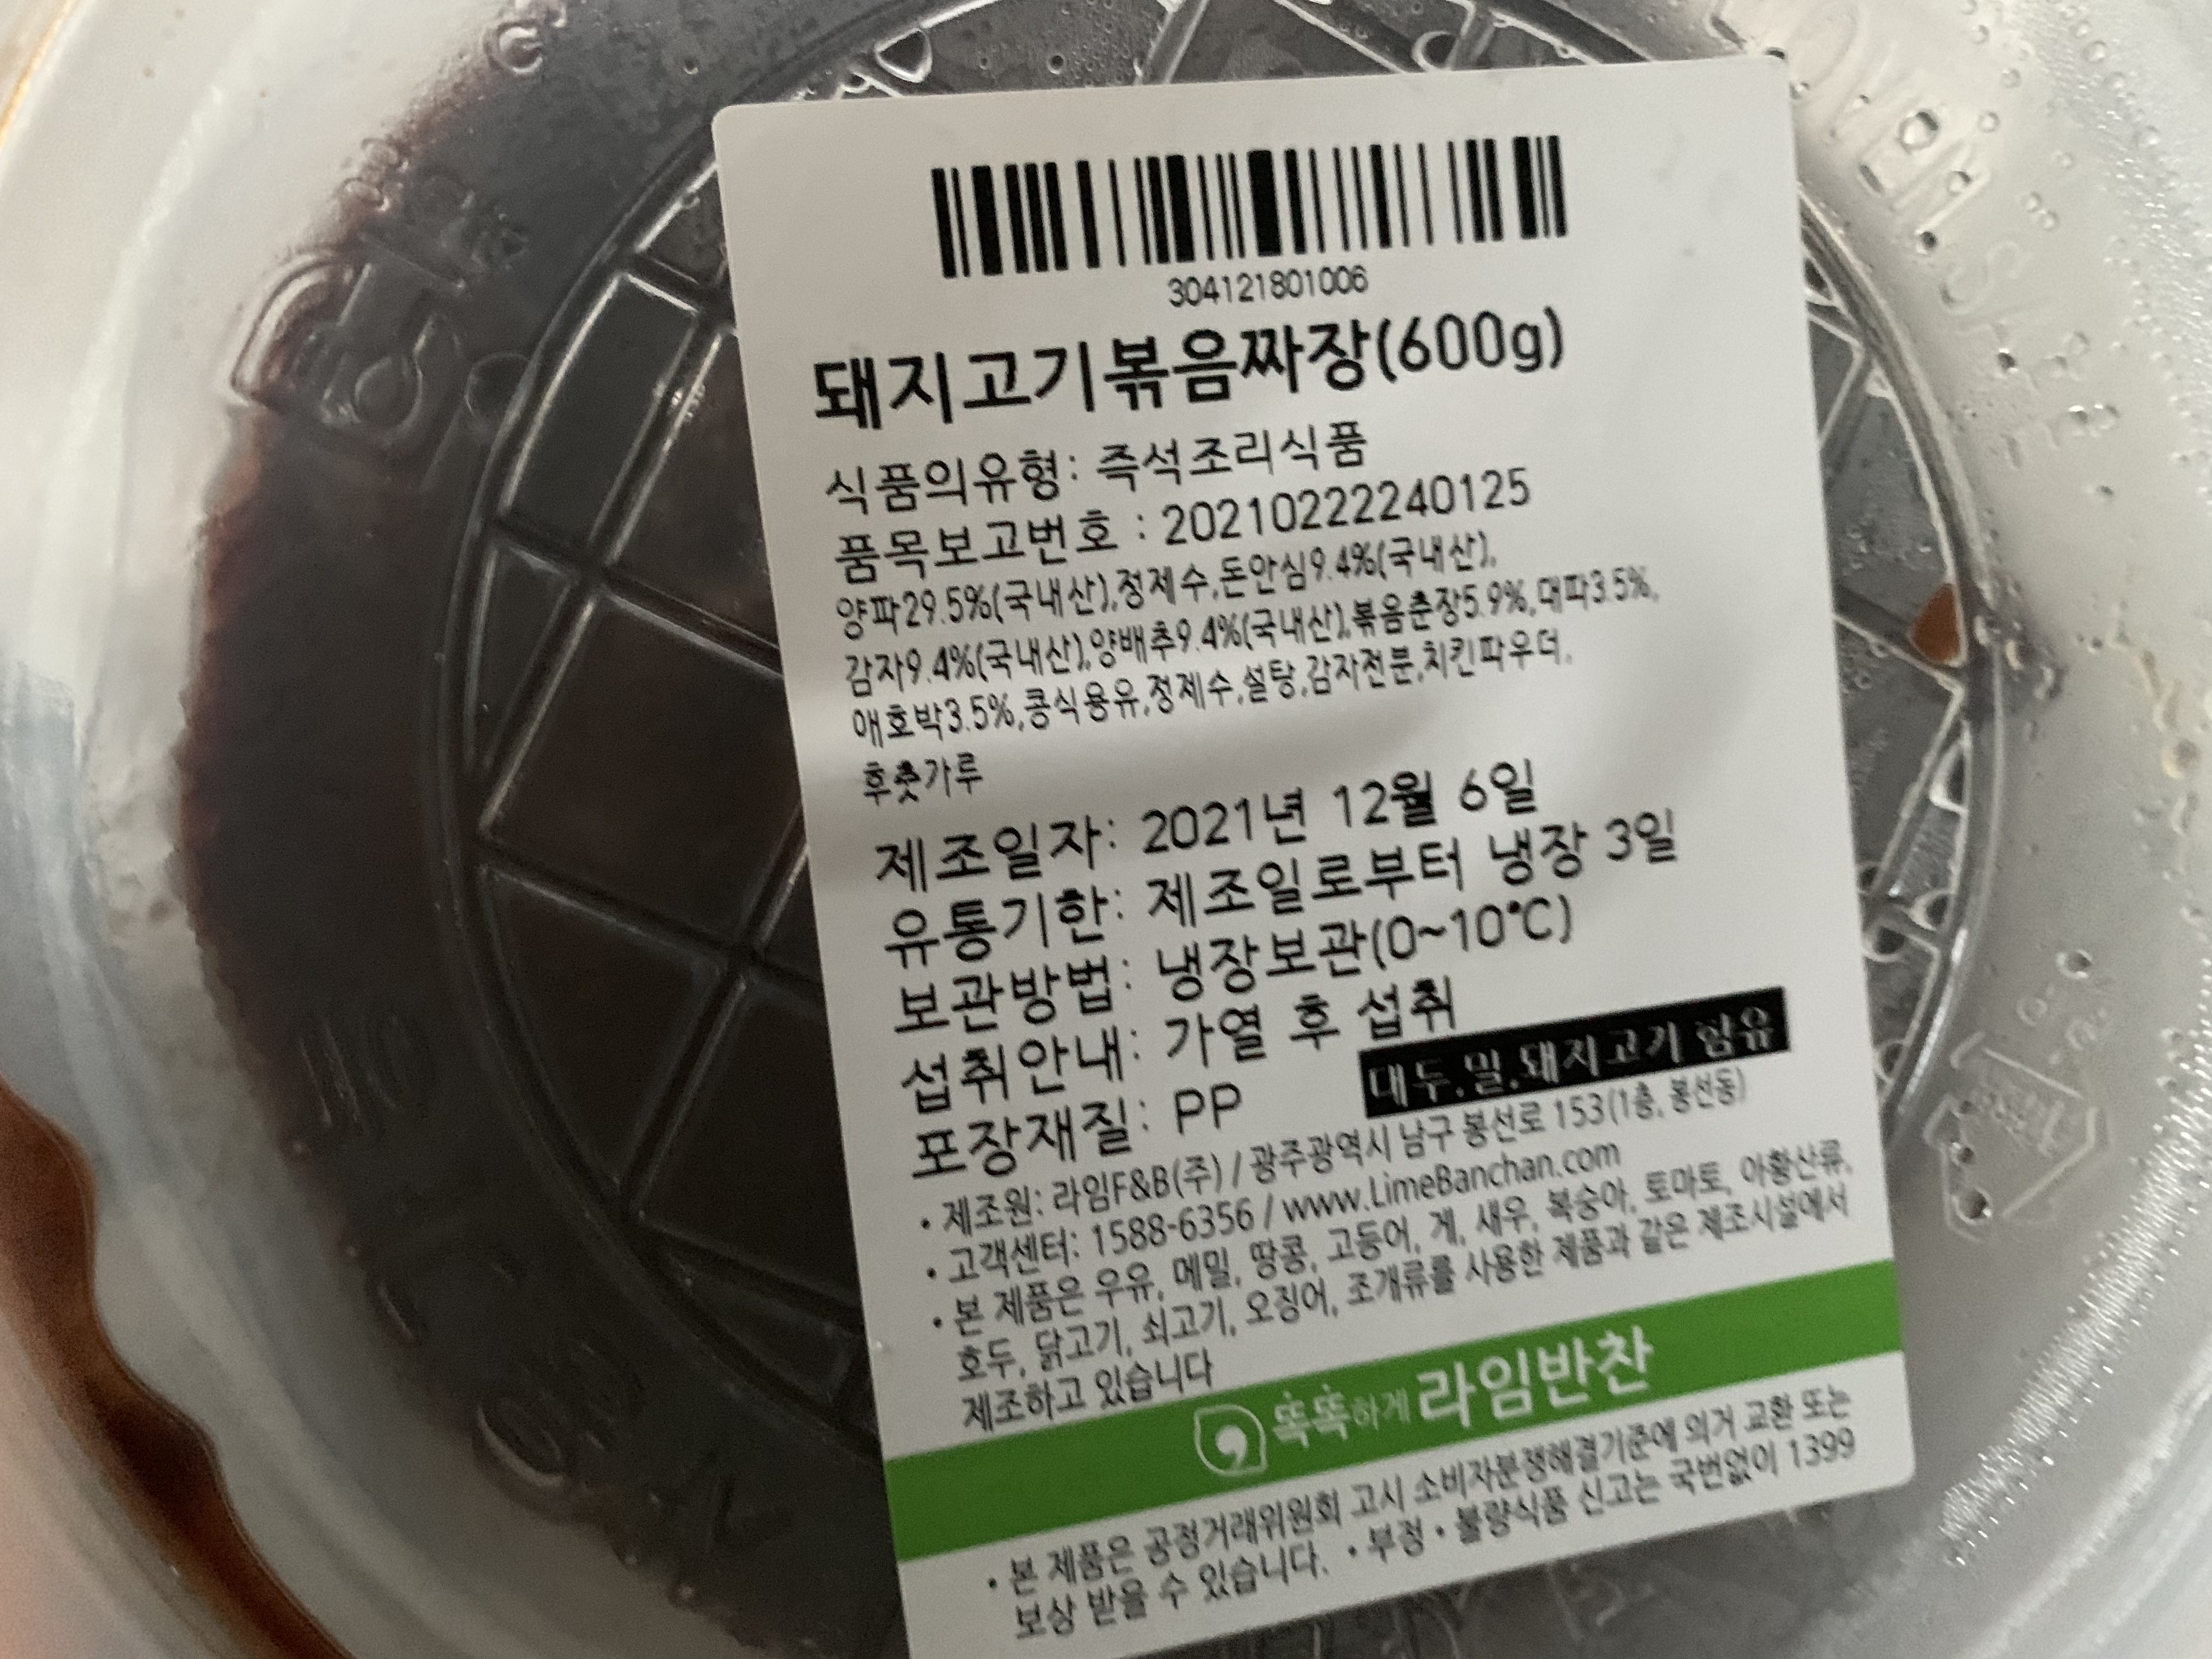 304121801006
돼지고기볶음짜장(600g)
식품의유형: 즉석조리식품
품목보고번호 : 20210222240125
양파29.5%(국내산),정제수,돈안심9.4%(국내산),
감자9.4%(국내산),양배추9.4%(국내산),볶음춘장5.9%,대파3.5%,
애호박3.5%,콩식용유,정제수,설탕,감자전분,치킨파우더,
후춧가루
제조일자: 2021년 12월 6일
유통기한: 제조일로부터 냉장 3일
보관방법: 냉장보관(0~10℃)
섭취안내: 가열 후 섭취
포장재질: PP
대두,밀,돼지고기 함유
• 제조원: 라임F&B(주) / 광주광역시 남구 봉선로 153(1층, 봉선동)
• 고객센터: 1588-6356 / www.LimeBanchan.com
• 본 제품은 우유, 메밀, 땅콩, 고등어, 게, 새우, 복숭아, 토마토, 아황산류,
호두, 닭고기, 쇠고기, 오징어, 조개류를 사용한 제품과 같은 제조시설에서
제조하고 있습니다
똑똑하게 라임반찬
• 본 제품은 공정거래위원회 고시 소비자분쟁해결기준에 의거 교환 또는
보상 받을 수 있습니다. • 부정 • 불량식품 신고는 국번없이 1399
OVEN